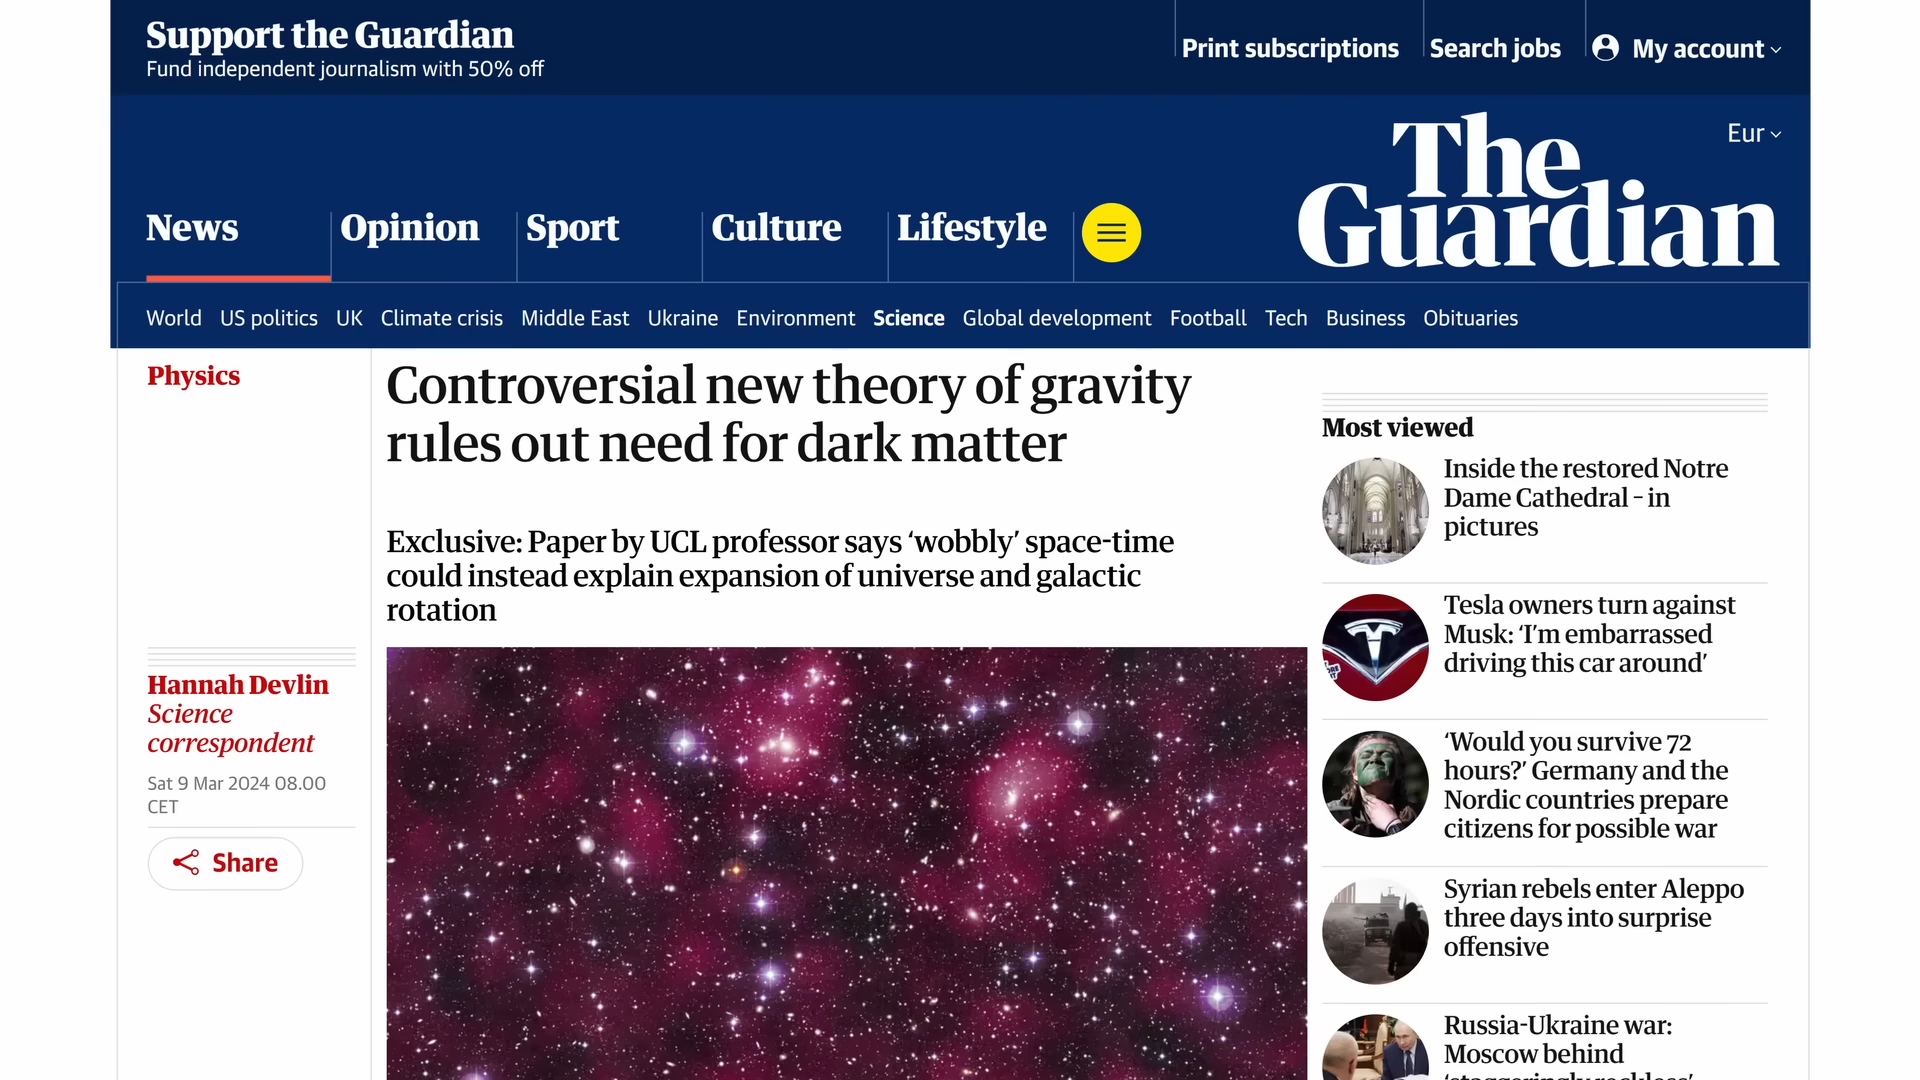 Support the Guardian
Fund independent journalism with 50% off
Print subscriptions
Search jobs
My account
Eur
The
Guardian
News
Opinion
Sport
Culture
Lifestyle
World US politics UK Climate crisis Middle East Ukraine Environment Science Global development Football Tech Business Obituaries
Physics
Controversial new theory of gravity
rules out need for dark matter
Exclusive: Paper by UCL professor says ‘wobbly’ space-time
could instead explain expansion of universe and galactic
rotation
Hannah Devlin
Science
correspondent
Sat 9 Mar 2024 08.00
CET
Share
Most viewed
Inside the restored Notre
Dame Cathedral – in
pictures
Tesla owners turn against
Musk: ‘I’m embarrassed
driving this car around’
‘Would you survive 72
hours?’ Germany and the
Nordic countries prepare
citizens for possible war
Syrian rebels enter Aleppo
three days into surprise
offensive
Russia-Ukraine war:
Moscow behind
‘staggeringly reckless’